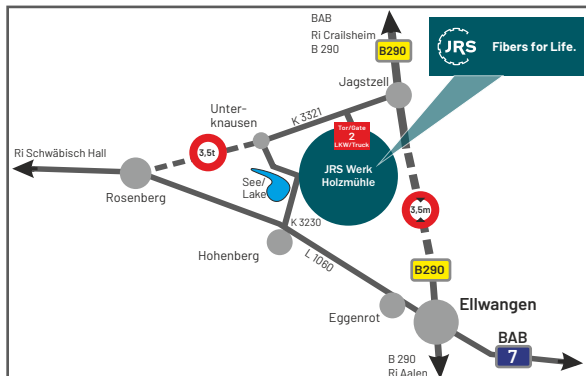 BAB
Ri Crailsheim
B 290
B290
JRS
Fibers for Life.
Jagstzell
K 3321
Unter-
knausen
Tor/Gate
2
LKW/Truck
3,5t
Ri Schwäbisch Hall
JRS Werk
Holzmühle
See/
Lake
Rosenberg
3,5m
K 3230
Hohenberg
L 1060
B290
Ellwangen
Eggenrot
BAB
7
B 290
Ri Aalen